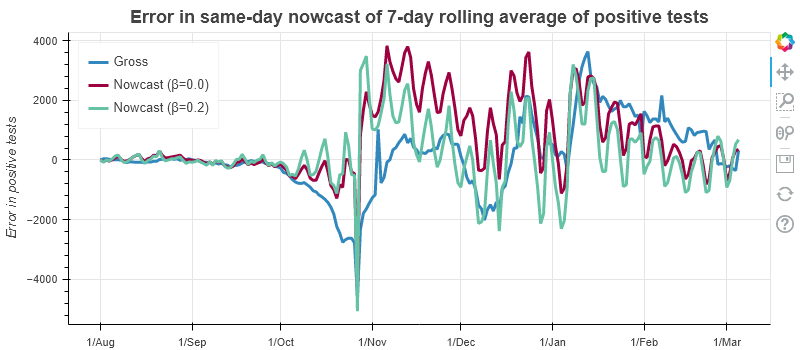 Error in same-day nowcast of 7-day rolling average of positive tests
Gross
Nowcast (β=0.0)
Nowcast (β=0.2)
Error in positive tests
4000
2000
0
−2000
−4000
1/Aug
1/Sep
1/Oct
1/Nov
1/Dec
1/Jan
1/Feb
1/Mar